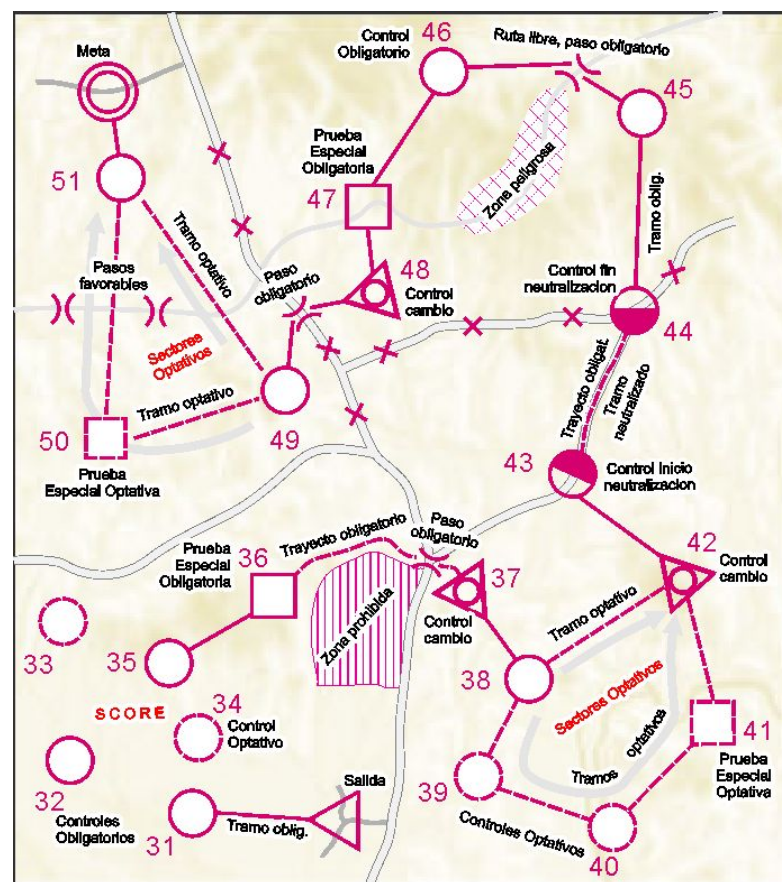 Meta
51
Control
Obligatorio
46
Ruta libre, paso obligatorio
45
Prueba
Especial
Obligatoria
47
Zona peligrosa
Tramo oblig.
Tramo optativo
Pasos
favorables
Paso
obligatorio
48
Control
cambio
Control fin
neutralizacion
44
Sectores
Optativos
Tramo optativo
50
Prueba
Especial Optativa
49
Trayecto obligat.
Tramo
neutralizado
43
Control Inicio
neutralizacion
Trayecto obligatorio
Paso
obligatorio
Prueba
Especial
Obligatoria
36
37
Control
cambio
42
Control
cambio
Zona prohibida
33
35
SCORE
34
Control
Optativo
32
Controles
Obligatorios
31
Tramo oblig.
Salida
38
Tramo optativo
Sectores Optativos
Tramos optativos
41
Prueba
Especial
Optativa
39
Controles Optativos
40